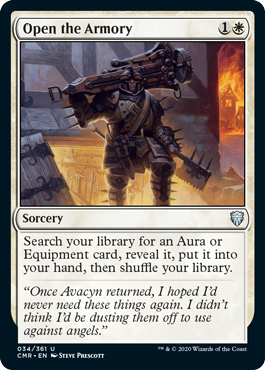 Open the Armory 1
Sorcery
Search your library for an Aura or
Equipment card, reveal it, put it into
your hand, then shuffle your library.
“Once Avacyn returned, I hoped I’d
never need these things again. I didn’t
think I’d be dusting them off to use
against angels.”
034/361 U
CMR • EN Steve Prescott
™ & © 2020 Wizards of the Coast